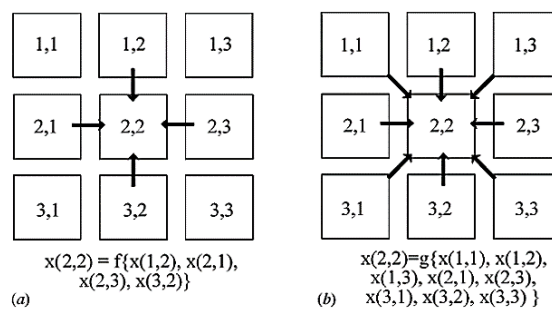 1,1 1,2 1,3
2,1 2,2 2,3
3,1 3,2 3,3
x(2,2) = f{x(1,2), x(2,1),
x(2,3), x(3,2)}
(a)
1,1 1,2 1,3
2,1 2,2 2,3
3,1 3,2 3,3
x(2,2)=g{x(1,1), x(1,2),
x(1,3), x(2,1), x(2,3),
x(3,1), x(3,2), x(3,3) }
(b)